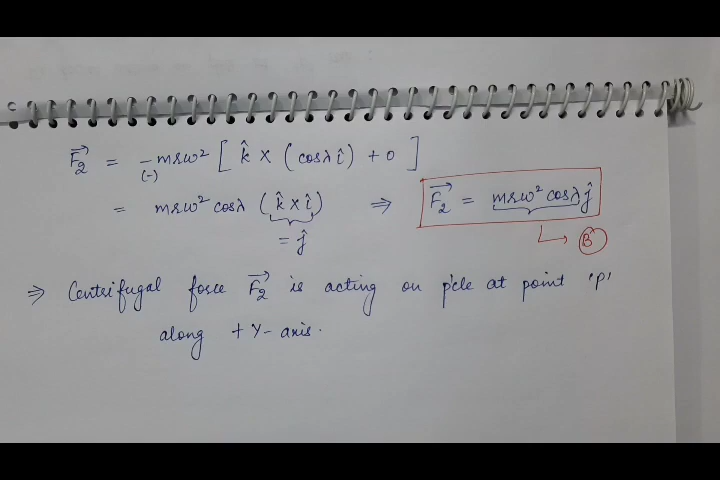 F₂→ = −mrω² [ k̂ × (cosλ î) + 0 ]
(-)
= mrω² cosλ (k̂ × î) ⇒ F₂→ = mrω² cosλ ĵ
= ĵ
B
⇒ Centrifugal force F₂→ is acting on p'cle at point 'P'
along + Y-axis.